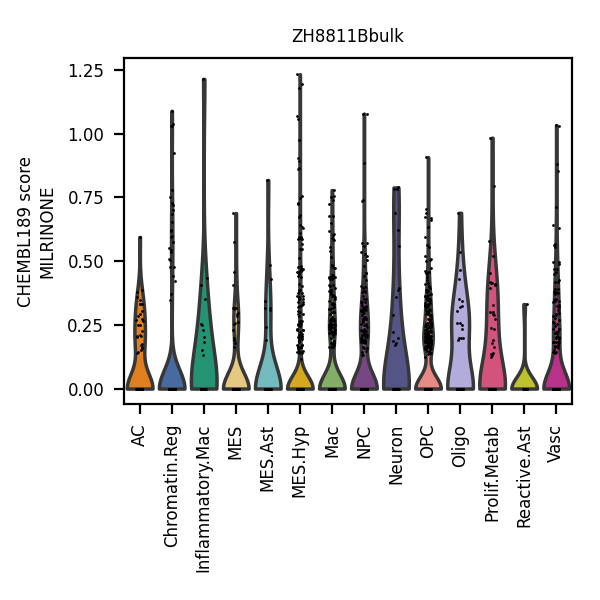 ZH8811Bbulk
CHEMBL189 score
MILRINONE
1.25
1.00
0.75
0.50
0.25
0.00
AC
Chromatin.Reg
Inflammatory.Mac
MES
MES.Ast
MES.Hyp
Mac
NPC
Neuron
OPC
Oligo
Prolif.Metab
Reactive.Ast
Vasc